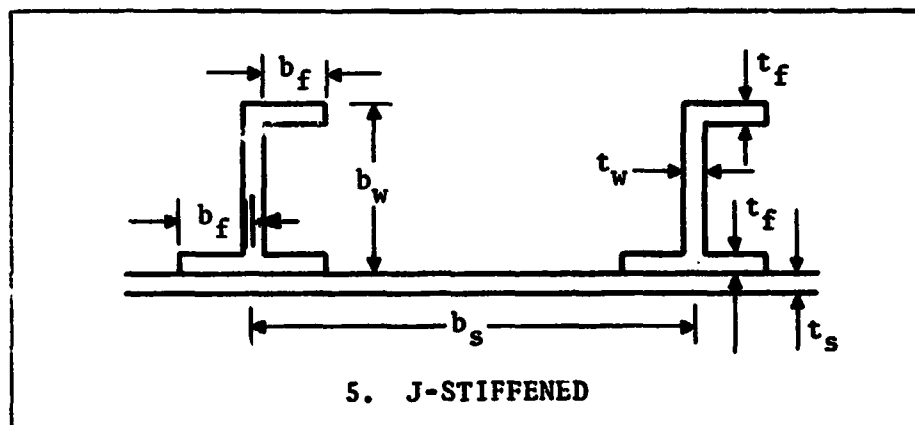 b_f
t_f
b_w
t_w
b_f
t_f
b_s
t_s
5. J-STIFFENED